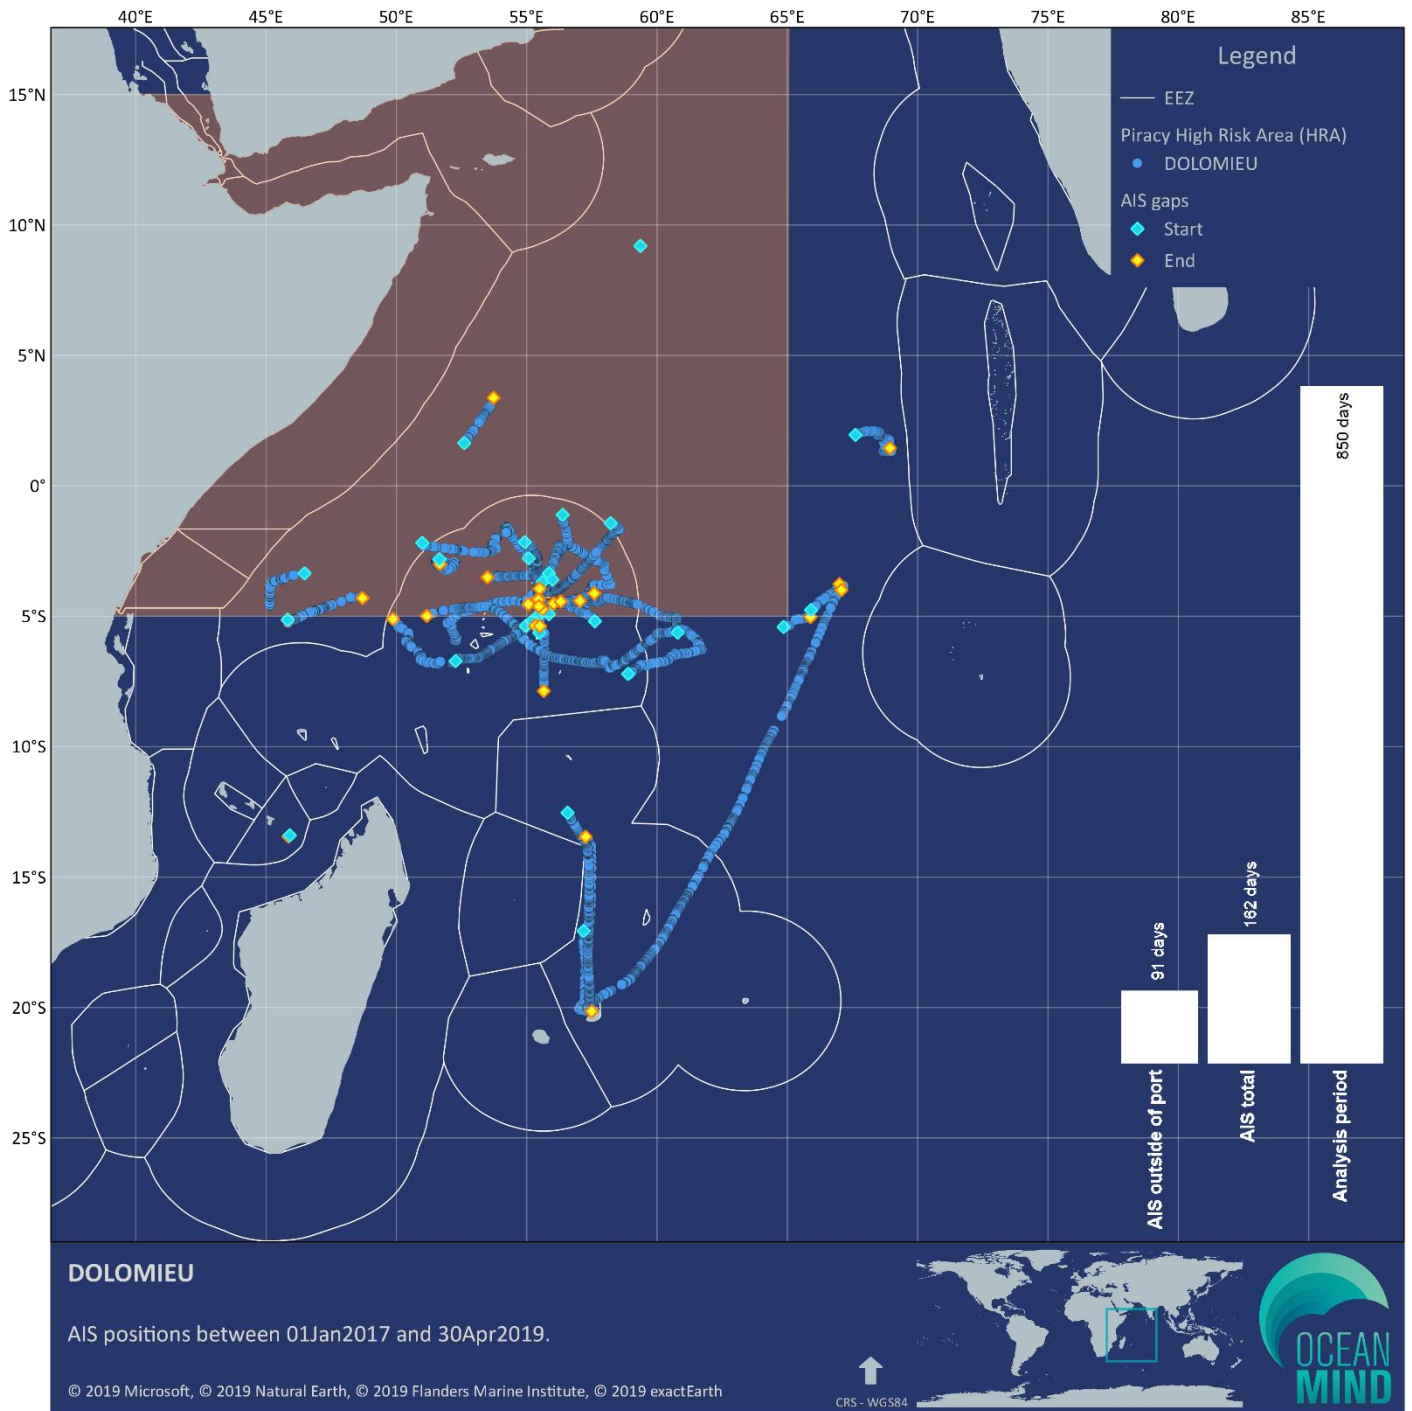 40°E 45°E 50°E 55°E 60°E 65°E 70°E 75°E 80°E 85°E
Legend
EEZ
Piracy High Risk Area (HRA)
DOLOMIEU
AIS gaps
Start
End
15°N
10°N
5°N
0°
5°S
10°S
15°S
20°S
25°S
91 days
162 days
850 days
AIS outside of port
AIS total
Analysis period
DOLOMIEU
AIS positions between 01Jan2017 and 30Apr2019.
© 2019 Microsoft, © 2019 Natural Earth, © 2019 Flanders Marine Institute, © 2019 exactEarth
CRS - WGS84
OCEAN
MIND